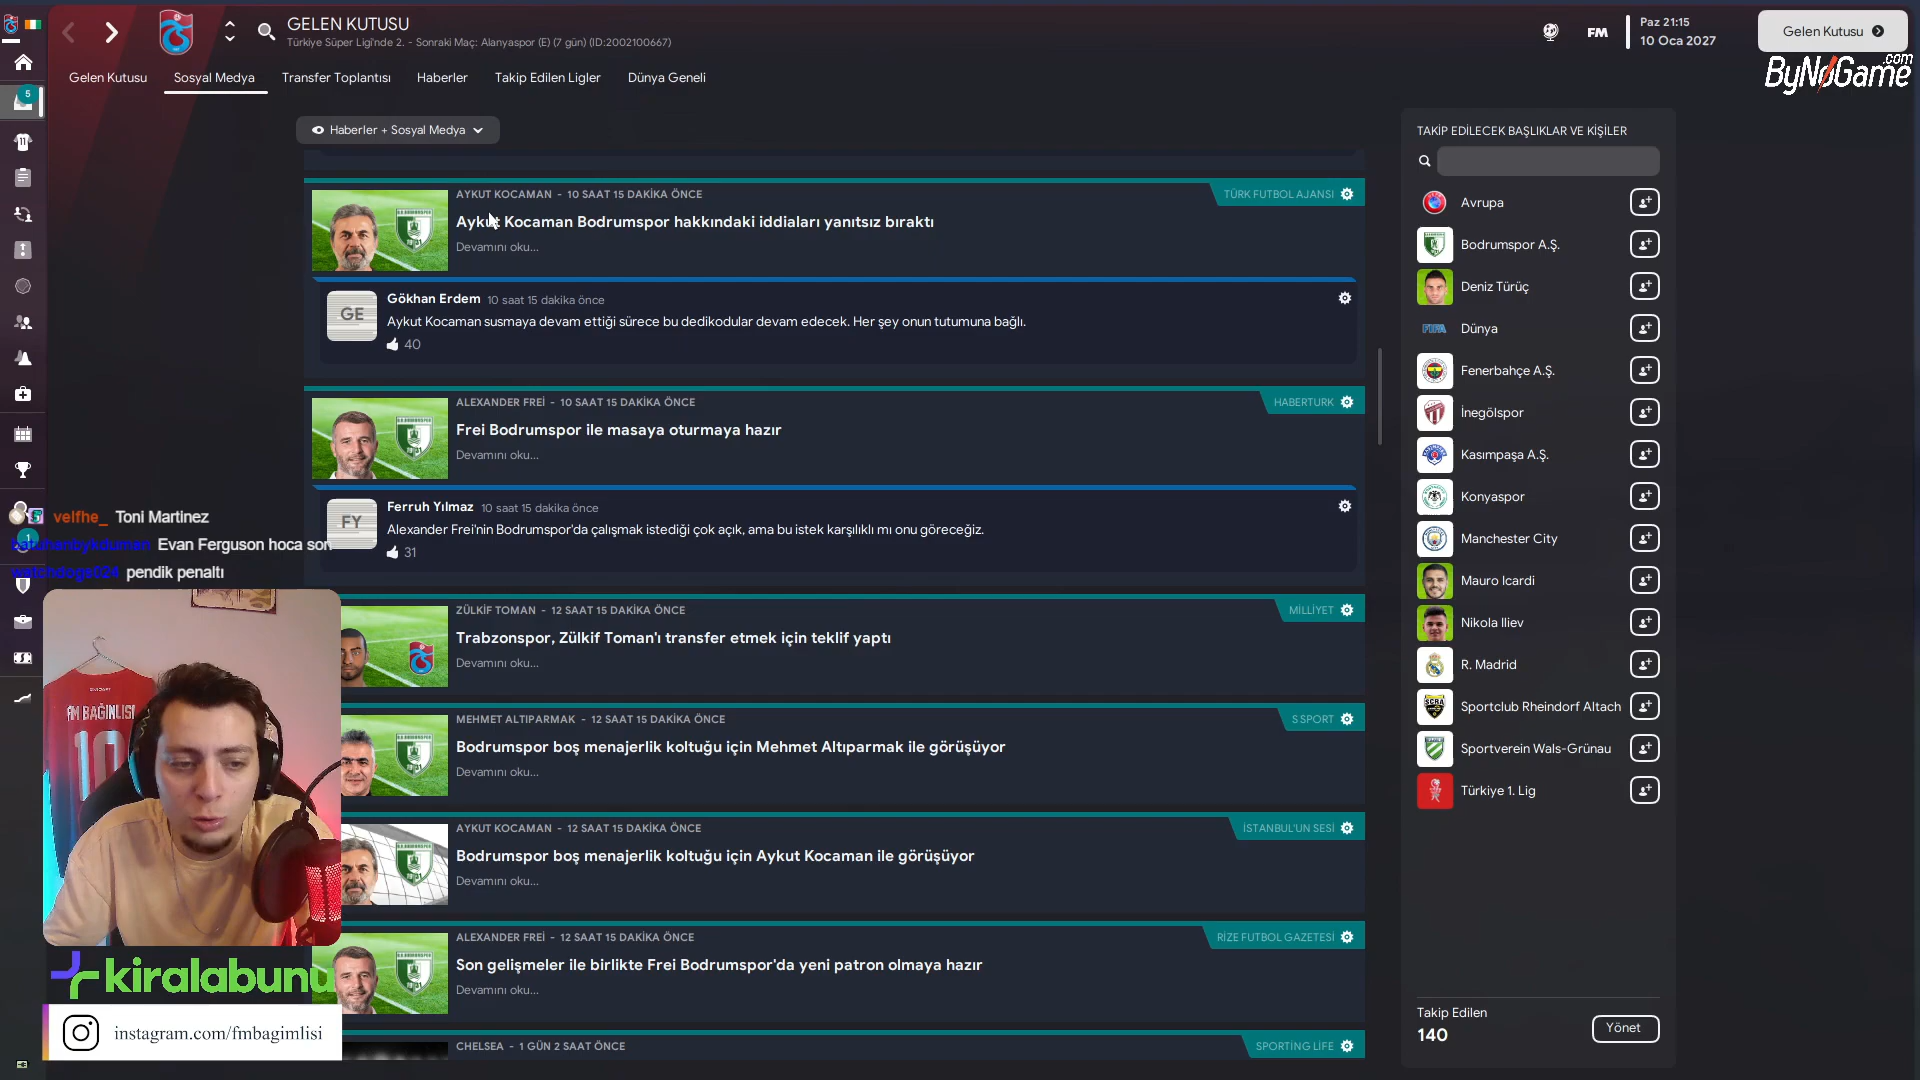 GELEN KUTUSU
Türkiye Süper Ligi'nde 2. - Sonraki Maç: Alanyaspor (E) (7 gün) (ID:2002100667)
FM
Paz 21:15
10 Oca 2027
Gelen Kutusu
ByNoGame.com
Gelen Kutusu
Sosyal Medya
Transfer Toplantısı
Haberler
Takip Edilen Ligler
Dünya Geneli
5
Haberler + Sosyal Medya
AYKUT KOCAMAN - 10 SAAT 15 DAKİKA ÖNCE
TÜRK FUTBOL AJANSI
Aykut Kocaman Bodrumspor hakkındaki iddiaları yanıtsız bıraktı
Devamını oku...
GE
Gökhan Erdem 10 saat 15 dakika önce
Aykut Kocaman susmaya devam ettiği sürece bu dedikodular devam edecek. Her şey onun tutumuna bağlı.
40
ALEXANDER FREİ - 10 SAAT 15 DAKİKA ÖNCE
HABERTURK
Frei Bodrumspor ile masaya oturmaya hazır
Devamını oku...
FY
Ferruh Yılmaz 10 saat 15 dakika önce
Alexander Frei'nin Bodrumspor'da çalışmak istediği çok açık, ama bu istek karşılıklı mı onu göreceğiz.
31
ZÜLKİF TOMAN - 12 SAAT 15 DAKİKA ÖNCE
MİLLİYET
Trabzonspor, Zülkif Toman'ı transfer etmek için teklif yaptı
Devamını oku...
MEHMET ALTIPARMAK - 12 SAAT 15 DAKİKA ÖNCE
S SPORT
Bodrumspor boş menajerlik koltuğu için Mehmet Altıparmak ile görüşüyor
Devamını oku...
AYKUT KOCAMAN - 12 SAAT 15 DAKİKA ÖNCE
İSTANBUL'UN SESİ
Bodrumspor boş menajerlik koltuğu için Aykut Kocaman ile görüşüyor
Devamını oku...
ALEXANDER FREİ - 12 SAAT 15 DAKİKA ÖNCE
RİZE FUTBOL GAZETESİ
Son gelişmeler ile birlikte Frei Bodrumspor'da yeni patron olmaya hazır
Devamını oku...
CHELSEA - 1 GÜN 2 SAAT ÖNCE
SPORTİNG LİFE
velfhe_ Toni Martinez
Evan Ferguson hoca son
watchdogs024 pendik penaltı
FM BAĞINLISI
10
kiralabunu
instagram.com/fmbagimlisi
TAKİP EDİLECEK BAŞLIKLAR VE KİŞİLER
Avrupa
Bodrumspor A.Ş.
Deniz Türüç
FIFA
Dünya
Fenerbahçe A.Ş.
İnegölspor
Kasımpaşa A.Ş.
Konyaspor
Manchester City
Mauro Icardi
Nikola Iliev
R. Madrid
Sportclub Rheindorf Altach
Sportverein Wals-Grünau
Türkiye 1. Lig
Takip Edilen
140
Yönet